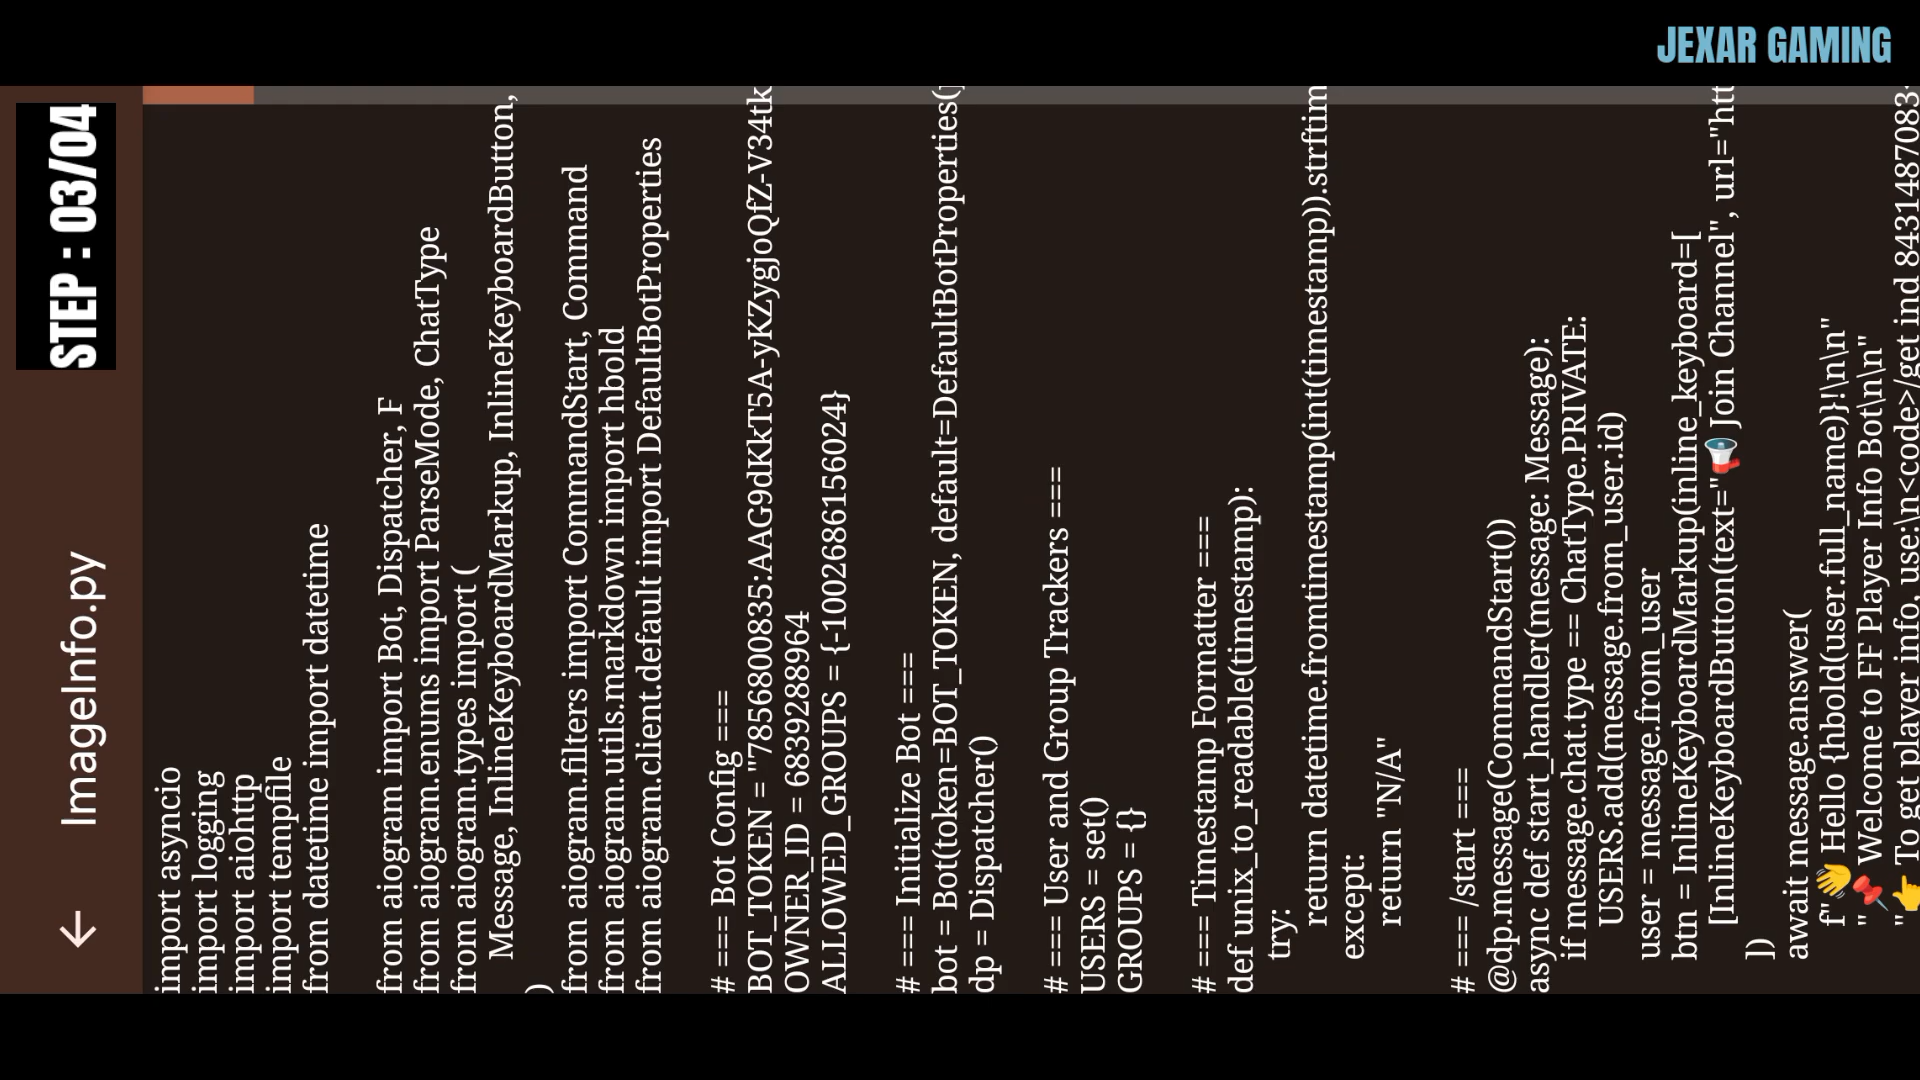 JEXAR GAMING
STEP : 03/04
← ImageInfo.py
import asyncio
import logging
import aiohttp
import tempfile
from datetime import datetime
from aiogram import Bot, Dispatcher, F
from aiogram.enums import ParseMode, ChatType
from aiogram.types import (
Message, InlineKeyboardMarkup, InlineKeyboardButton,
)
from aiogram.filters import CommandStart, Command
from aiogram.utils.markdown import hbold
from aiogram.client.default import DefaultBotProperties
# === Bot Config ===
BOT_TOKEN = "7856800835:AAG9dKkT5A-yKZygjoQfZ-V34tk
OWNER_ID = 6839288964
ALLOWED_GROUPS = {-1002686156024}
# === Initialize Bot ===
bot = Bot(token=BOT_TOKEN, default=DefaultBotProperties(
dp = Dispatcher()
# === User and Group Trackers ===
USERS = set()
GROUPS = {}
# === Timestamp Formatter ===
def unix_to_readable(timestamp):
try:
return datetime.fromtimestamp(int(timestamp)).strftim
except:
return "N/A"
# === /start ===
@dp.message(CommandStart())
async def start_handler(message: Message):
if message.chat.type == ChatType.PRIVATE:
USERS.add(message.from_user.id)
user = message.from_user
btn = InlineKeyboardMarkup(inline_keyboard=[
[InlineKeyboardButton(text="📢 Join Channel", url="htt
])
await message.answer(
f"👋 Hello {hbold(user.full_name)}!\n\n"
"📌 Welcome to FF Player Info Bot\n\n"
"👉 To get player info, use:\n<code>/get ind 8431487083